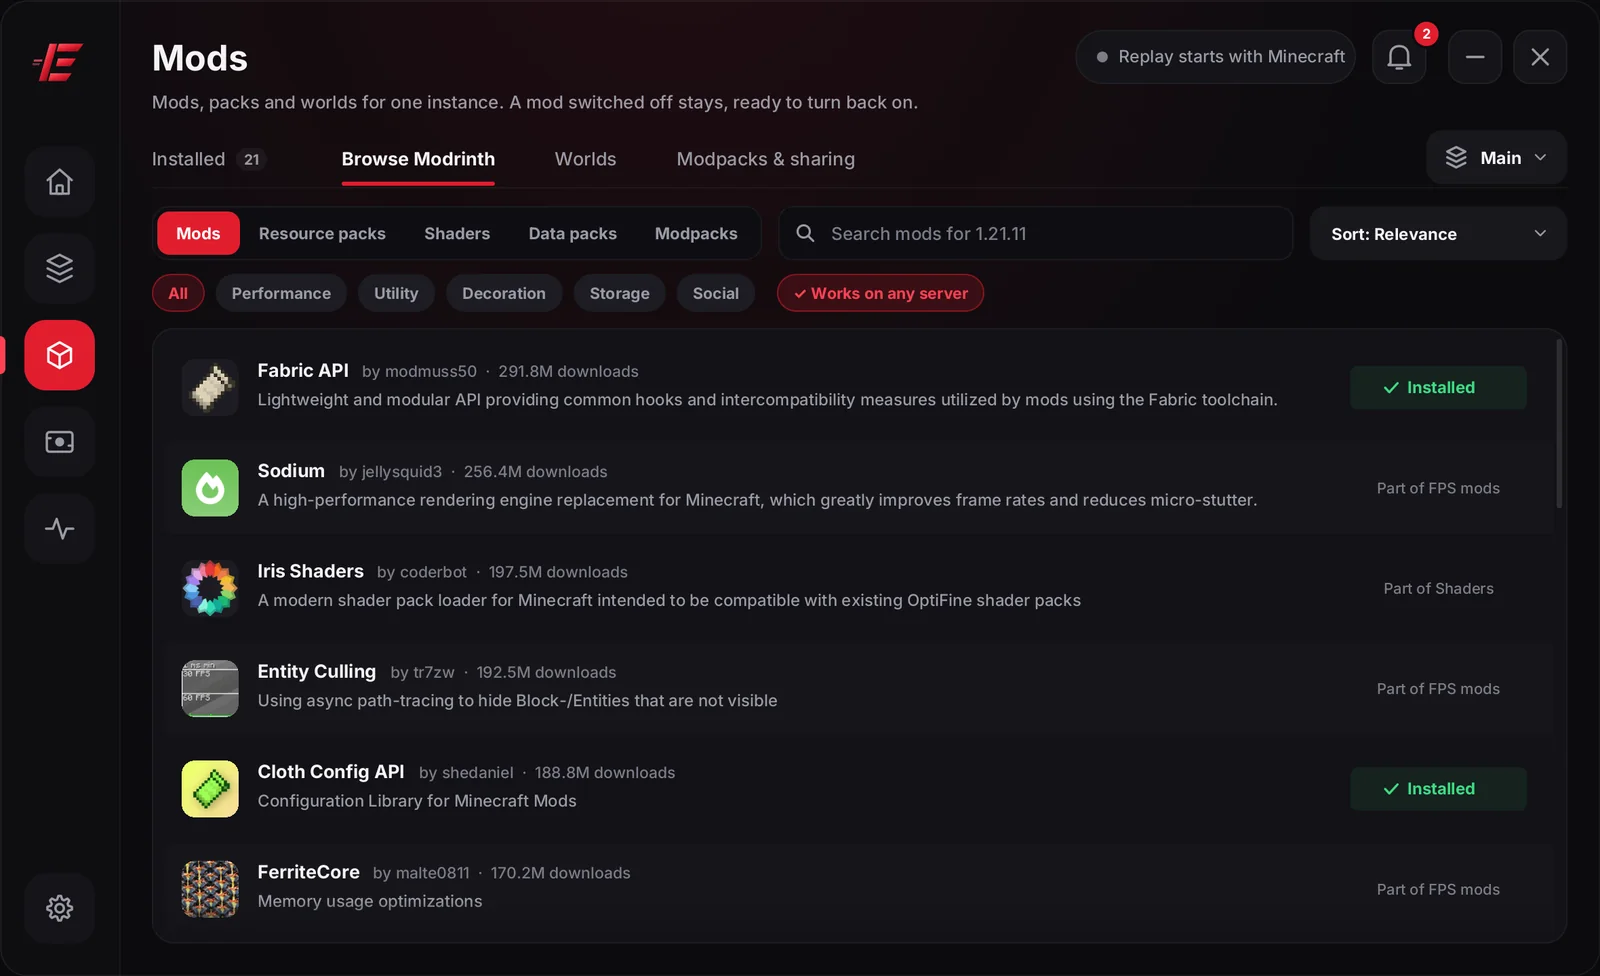 Mods
Replay starts with Minecraft
2
Mods, packs and worlds for one instance. A mod switched off stays, ready to turn back on.
Installed 21
Browse Modrinth
Worlds
Modpacks & sharing
Main
Mods
Resource packs
Shaders
Data packs
Modpacks
Search mods for 1.21.11
Sort: Relevance
All
Performance
Utility
Decoration
Storage
Social
Works on any server
Fabric API by modmuss50 · 291.8M downloads
Lightweight and modular API providing common hooks and intercompatibility measures utilized by mods using the Fabric toolchain.
Installed
Sodium by jellysquid3 · 256.4M downloads
A high-performance rendering engine replacement for Minecraft, which greatly improves frame rates and reduces micro-stutter.
Part of FPS mods
Iris Shaders by coderbot · 197.5M downloads
A modern shader pack loader for Minecraft intended to be compatible with existing OptiFine shader packs
Part of Shaders
30 FPS
60 FPS
Entity Culling by tr7zw · 192.5M downloads
Using async path-tracing to hide Block-/Entities that are not visible
Part of FPS mods
Cloth Config API by shedaniel · 188.8M downloads
Configuration Library for Minecraft Mods
Installed
FerriteCore by malte0811 · 170.2M downloads
Memory usage optimizations
Part of FPS mods